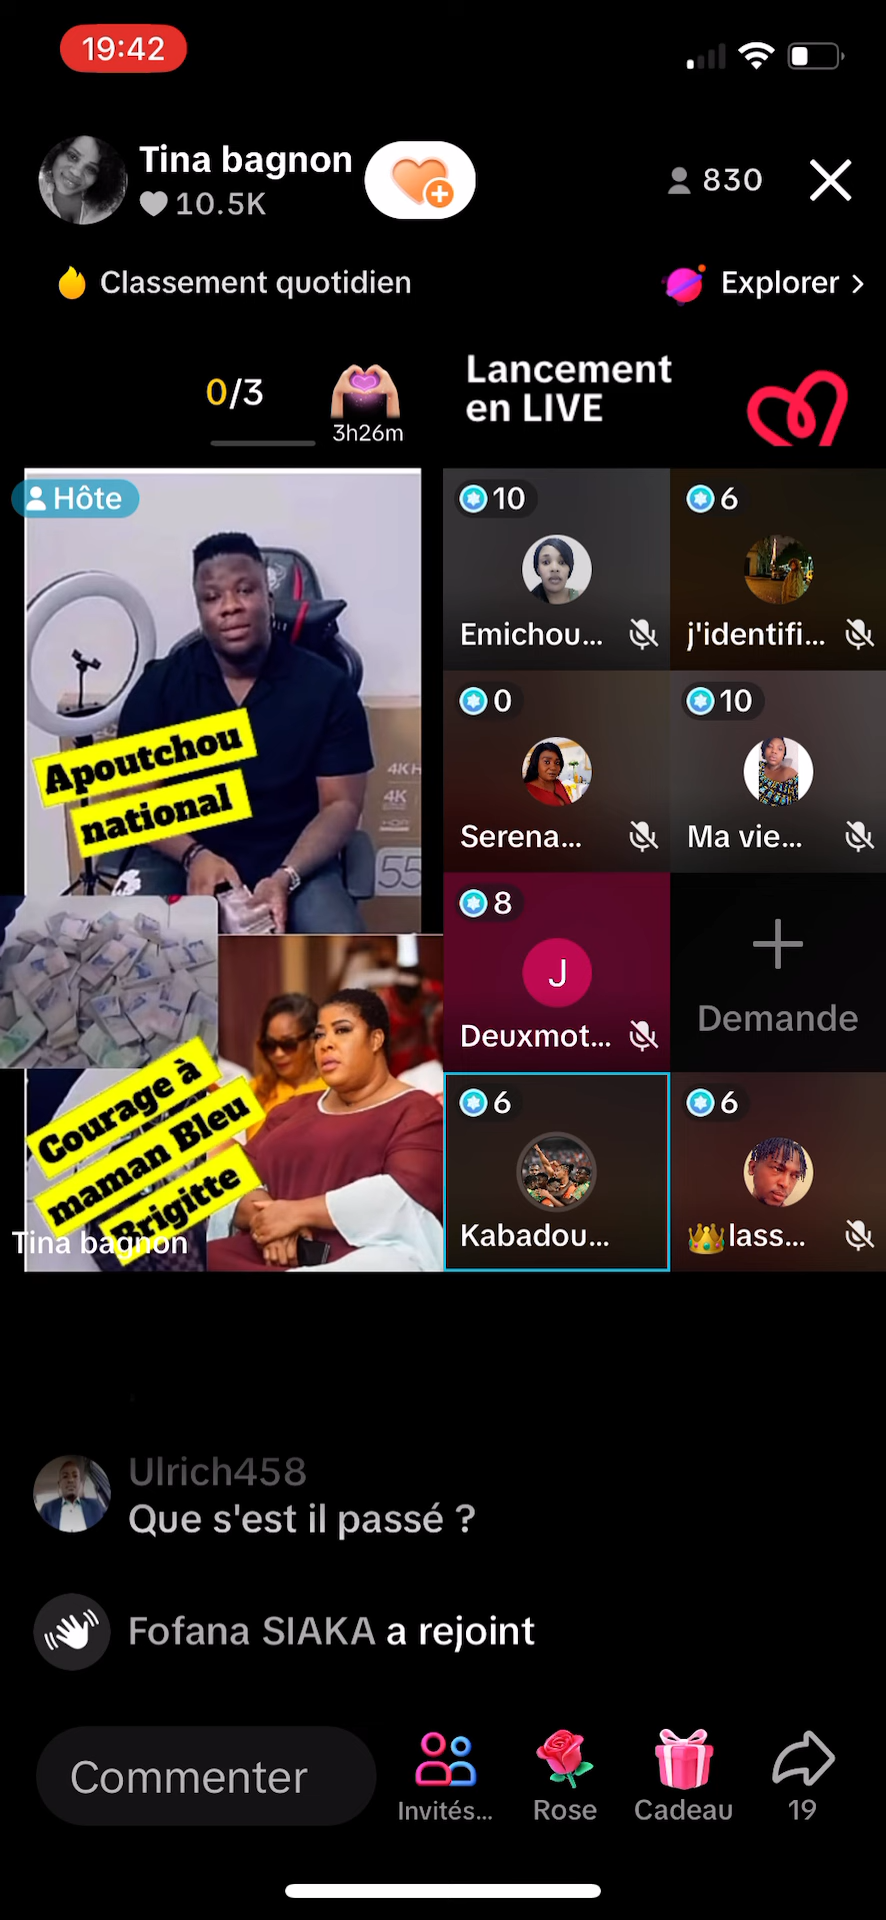 19:42
Tina bagnon
10.5K
830
Classement quotidien
Explorer >
0/3
3h26m
Lancement
en LIVE
Hôte
Apoutchou
national
4K
4K
HDR
55
Courage à
maman Bleu
Brigitte
Tina bagnon
10
Emichou...
6
j'identifi...
0
Serena...
10
Ma vie...
8
J
Deuxmot...
Demande
6
Kabadou...
6
lass...
Ulrich458
Que s'est il passé ?
Fofana SIAKA a rejoint
Commenter
Invités...
Rose
Cadeau
19